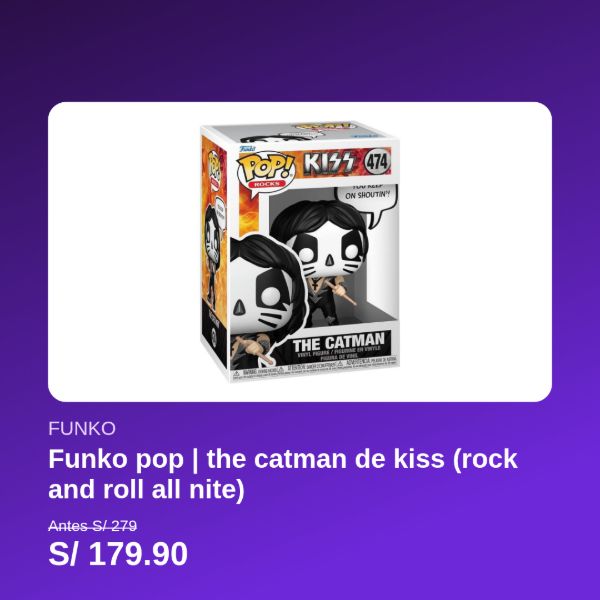 Funko
POP!
ROCKS
KISS
474
YOU KEEP
ON SHOUTIN'!
POP!
THE CATMAN
VINYL FIGURE / FIGURINE EN VINYLE
FIGURA DE VINIL
FUNKO
Funko pop | the catman de kiss (rock
and roll all nite)
Antes S/ 279
S/ 179.90